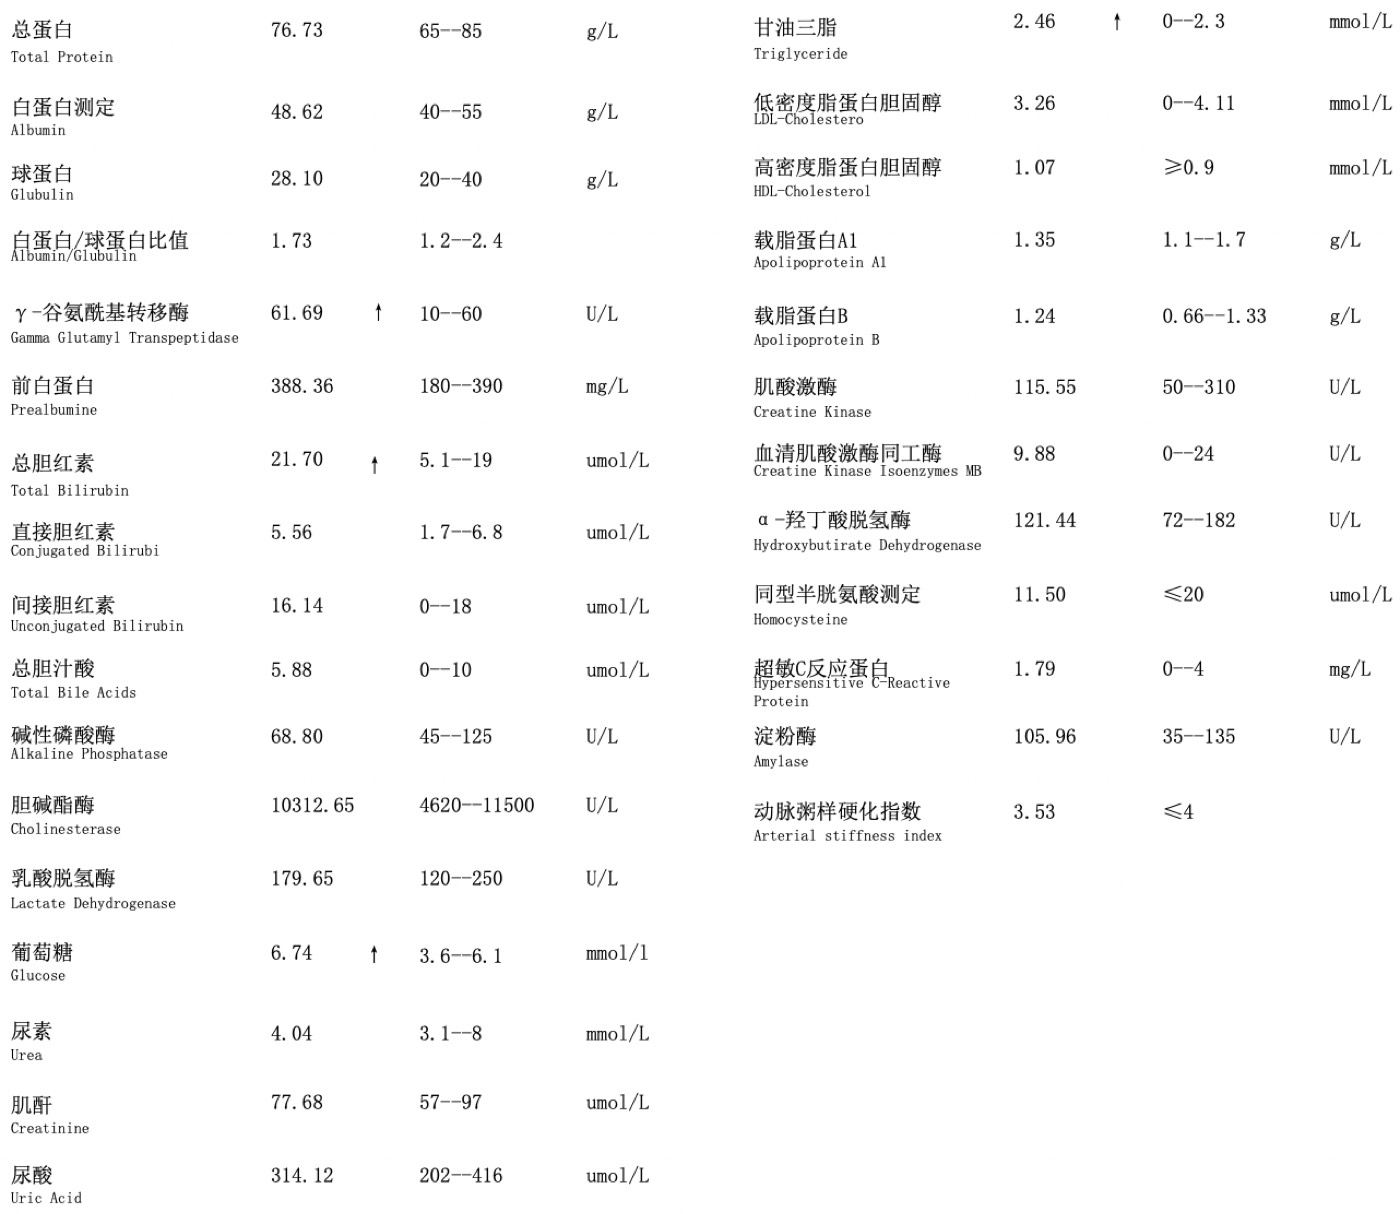 总蛋白 76.73 65--85 g/L
Total Protein
白蛋白测定 48.62 40--55 g/L
Albumin
球蛋白 28.10 20--40 g/L
Glubulin
白蛋白/球蛋白比值 1.73 1.2--2.4
Albumin/Glubulin
γ-谷氨酰基转移酶 61.69 ↑ 10--60 U/L
Gamma Glutamyl Transpeptidase
前白蛋白 388.36 180--390 mg/L
Prealbumine
总胆红素 21.70 ↑ 5.1--19 umol/L
Total Bilirubin
直接胆红素 5.56 1.7--6.8 umol/L
Conjugated Bilirubi
间接胆红素 16.14 0--18 umol/L
Unconjugated Bilirubin
总胆汁酸 5.88 0--10 umol/L
Total Bile Acids
碱性磷酸酶 68.80 45--125 U/L
Alkaline Phosphatase
胆碱酯酶 10312.65 4620--11500 U/L
Cholinesterase
乳酸脱氢酶 179.65 120--250 U/L
Lactate Dehydrogenase
葡萄糖 6.74 ↑ 3.6--6.1 mmol/l
Glucose
尿素 4.04 3.1--8 mmol/L
Urea
肌酐 77.68 57--97 umol/L
Creatinine
尿酸 314.12 202--416 umol/L
Uric Acid
甘油三脂 2.46 ↑ 0--2.3 mmol/L
Triglyceride
低密度脂蛋白胆固醇 3.26 0--4.11 mmol/L
LDL-Cholestero
高密度脂蛋白胆固醇 1.07 ≥0.9 mmol/L
HDL-Cholesterol
载脂蛋白A1 1.35 1.1--1.7 g/L
Apolipoprotein A1
载脂蛋白B 1.24 0.66--1.33 g/L
Apolipoprotein B
肌酸激酶 115.55 50--310 U/L
Creatine Kinase
血清肌酸激酶同工酶 9.88 0--24 U/L
Creatine Kinase Isoenzymes MB
α-羟丁酸脱氢酶 121.44 72--182 U/L
Hydroxybutirate Dehydrogenase
同型半胱氨酸测定 11.50 ≤20 umol/L
Homocysteine
超敏C反应蛋白 1.79 0--4 mg/L
Hypersensitive C-Reactive
Protein
淀粉酶 105.96 35--135 U/L
Amylase
动脉粥样硬化指数 3.53 ≤4
Arterial stiffness index